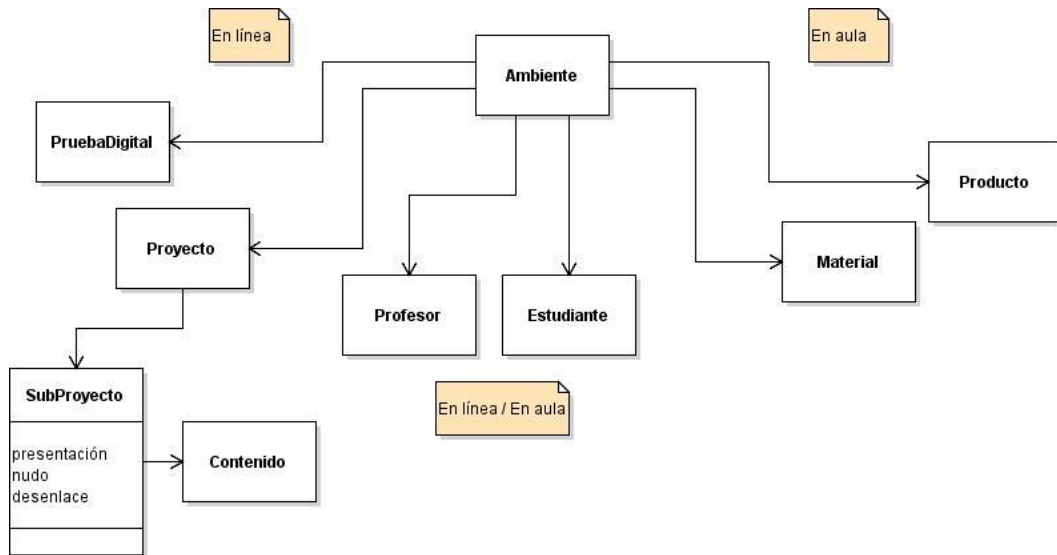 En línea
En aula
Ambiente
PruebaDigital
Producto
Proyecto
Material
Profesor
Estudiante
SubProyecto
presentación
nudo
desenlace
Contenido
En línea / En aula